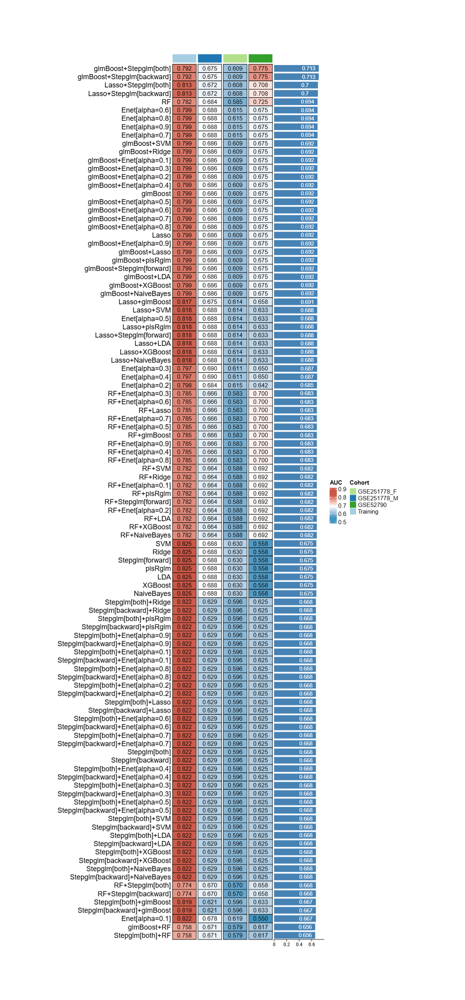 glmBoost+Stepglm[both] 0.792 0.675 0.609 0.775 0.713
glmBoost+Stepglm[backward] 0.792 0.675 0.609 0.775 0.713
Lasso+Stepglm[both] 0.813 0.672 0.608 0.708 0.7
Lasso+Stepglm[backward] 0.813 0.672 0.608 0.708 0.7
RF 0.782 0.684 0.585 0.725 0.694
Enet[alpha=0.6] 0.799 0.688 0.615 0.675 0.694
Enet[alpha=0.8] 0.799 0.688 0.615 0.675 0.694
Enet[alpha=0.9] 0.799 0.688 0.615 0.675 0.694
Enet[alpha=0.7] 0.799 0.688 0.615 0.675 0.694
glmBoost+SVM 0.799 0.686 0.609 0.675 0.692
glmBoost+Ridge 0.799 0.686 0.609 0.675 0.692
glmBoost+Enet[alpha=0.1] 0.799 0.686 0.609 0.675 0.692
glmBoost+Enet[alpha=0.3] 0.799 0.686 0.609 0.675 0.692
glmBoost+Enet[alpha=0.2] 0.799 0.686 0.609 0.675 0.692
glmBoost+Enet[alpha=0.4] 0.799 0.686 0.609 0.675 0.692
glmBoost 0.799 0.686 0.609 0.675 0.692
glmBoost+Enet[alpha=0.5] 0.799 0.686 0.609 0.675 0.692
glmBoost+Enet[alpha=0.6] 0.799 0.686 0.609 0.675 0.692
glmBoost+Enet[alpha=0.7] 0.799 0.686 0.609 0.675 0.692
glmBoost+Enet[alpha=0.8] 0.799 0.686 0.609 0.675 0.692
Lasso 0.799 0.686 0.609 0.675 0.692
glmBoost+Enet[alpha=0.9] 0.799 0.686 0.609 0.675 0.692
glmBoost+Lasso 0.799 0.686 0.609 0.675 0.692
glmBoost+plsRglm 0.799 0.686 0.609 0.675 0.692
glmBoost+Stepglm[forward] 0.799 0.686 0.609 0.675 0.692
glmBoost+LDA 0.799 0.686 0.609 0.675 0.692
glmBoost+XGBoost 0.799 0.686 0.609 0.675 0.692
glmBoost+NaiveBayes 0.799 0.686 0.609 0.675 0.692
Lasso+glmBoost 0.817 0.675 0.614 0.658 0.691
Lasso+SVM 0.818 0.688 0.614 0.633 0.688
Enet[alpha=0.5] 0.818 0.688 0.614 0.633 0.688
Lasso+plsRglm 0.818 0.688 0.614 0.633 0.688
Lasso+Stepglm[forward] 0.818 0.688 0.614 0.633 0.688
Lasso+LDA 0.818 0.688 0.614 0.633 0.688
Lasso+XGBoost 0.818 0.688 0.614 0.633 0.688
Lasso+NaiveBayes 0.818 0.688 0.614 0.633 0.688
Enet[alpha=0.3] 0.797 0.690 0.611 0.650 0.687
Enet[alpha=0.4] 0.797 0.690 0.611 0.650 0.687
Enet[alpha=0.2] 0.798 0.684 0.615 0.642 0.685
RF+Enet[alpha=0.3] 0.785 0.666 0.583 0.700 0.683
RF+Enet[alpha=0.6] 0.785 0.666 0.583 0.700 0.683
RF+Lasso 0.785 0.666 0.583 0.700 0.683
RF+Enet[alpha=0.7] 0.785 0.666 0.583 0.700 0.683
RF+Enet[alpha=0.5] 0.785 0.666 0.583 0.700 0.683
RF+glmBoost 0.785 0.666 0.583 0.700 0.683
RF+Enet[alpha=0.9] 0.785 0.666 0.583 0.700 0.683
RF+Enet[alpha=0.4] 0.785 0.666 0.583 0.700 0.683
RF+Enet[alpha=0.8] 0.785 0.666 0.583 0.700 0.683
RF+SVM 0.782 0.664 0.588 0.692 0.682
RF+Ridge 0.782 0.664 0.588 0.692 0.682
RF+Enet[alpha=0.1] 0.782 0.664 0.588 0.692 0.682
RF+plsRglm 0.782 0.664 0.588 0.692 0.682
RF+Stepglm[forward] 0.782 0.664 0.588 0.692 0.682
RF+Enet[alpha=0.2] 0.782 0.664 0.588 0.692 0.682
RF+LDA 0.782 0.664 0.588 0.692 0.682
RF+XGBoost 0.782 0.664 0.588 0.692 0.682
RF+NaiveBayes 0.782 0.664 0.588 0.692 0.682
SVM 0.825 0.688 0.630 0.558 0.675
Ridge 0.825 0.688 0.630 0.558 0.675
Stepglm[forward] 0.825 0.688 0.630 0.558 0.675
plsRglm 0.825 0.688 0.630 0.558 0.675
LDA 0.825 0.688 0.630 0.558 0.675
XGBoost 0.825 0.688 0.630 0.558 0.675
NaiveBayes 0.825 0.688 0.630 0.558 0.675
Stepglm[both]+Ridge 0.822 0.629 0.596 0.625 0.668
Stepglm[backward]+Ridge 0.822 0.629 0.596 0.625 0.668
Stepglm[both]+plsRglm 0.822 0.629 0.596 0.625 0.668
Stepglm[backward]+plsRglm 0.822 0.629 0.596 0.625 0.668
Stepglm[both]+Enet[alpha=0.9] 0.822 0.629 0.596 0.625 0.668
Stepglm[backward]+Enet[alpha=0.9] 0.822 0.629 0.596 0.625 0.668
Stepglm[both]+Enet[alpha=0.1] 0.822 0.629 0.596 0.625 0.668
Stepglm[backward]+Enet[alpha=0.1] 0.822 0.629 0.596 0.625 0.668
Stepglm[both]+Enet[alpha=0.8] 0.822 0.629 0.596 0.625 0.668
Stepglm[backward]+Enet[alpha=0.8] 0.822 0.629 0.596 0.625 0.668
Stepglm[both]+Enet[alpha=0.2] 0.822 0.629 0.596 0.625 0.668
Stepglm[backward]+Enet[alpha=0.2] 0.822 0.629 0.596 0.625 0.668
Stepglm[both]+Lasso 0.822 0.629 0.596 0.625 0.668
Stepglm[backward]+Lasso 0.822 0.629 0.596 0.625 0.668
Stepglm[both]+Enet[alpha=0.6] 0.822 0.629 0.596 0.625 0.668
Stepglm[backward]+Enet[alpha=0.6] 0.822 0.629 0.596 0.625 0.668
Stepglm[both]+Enet[alpha=0.7] 0.822 0.629 0.596 0.625 0.668
Stepglm[backward]+Enet[alpha=0.7] 0.822 0.629 0.596 0.625 0.668
Stepglm[both] 0.822 0.629 0.596 0.625 0.668
Stepglm[backward] 0.822 0.629 0.596 0.625 0.668
Stepglm[both]+Enet[alpha=0.4] 0.822 0.629 0.596 0.625 0.668
Stepglm[backward]+Enet[alpha=0.4] 0.822 0.629 0.596 0.625 0.668
Stepglm[both]+Enet[alpha=0.3] 0.822 0.629 0.596 0.625 0.668
Stepglm[backward]+Enet[alpha=0.3] 0.822 0.629 0.596 0.625 0.668
Stepglm[both]+Enet[alpha=0.5] 0.822 0.629 0.596 0.625 0.668
Stepglm[backward]+Enet[alpha=0.5] 0.822 0.629 0.596 0.625 0.668
Stepglm[both]+SVM 0.822 0.629 0.596 0.625 0.668
Stepglm[backward]+SVM 0.822 0.629 0.596 0.625 0.668
Stepglm[both]+LDA 0.822 0.629 0.596 0.625 0.668
Stepglm[backward]+LDA 0.822 0.629 0.596 0.625 0.668
Stepglm[both]+XGBoost 0.822 0.629 0.596 0.625 0.668
Stepglm[backward]+XGBoost 0.822 0.629 0.596 0.625 0.668
Stepglm[both]+NaiveBayes 0.822 0.629 0.596 0.625 0.668
Stepglm[backward]+NaiveBayes 0.822 0.629 0.596 0.625 0.668
RF+Stepglm[both] 0.774 0.670 0.570 0.658 0.668
RF+Stepglm[backward] 0.774 0.670 0.570 0.658 0.668
Stepglm[both]+glmBoost 0.819 0.621 0.596 0.633 0.667
Stepglm[backward]+glmBoost 0.819 0.621 0.596 0.633 0.667
Enet[alpha=0.1] 0.822 0.678 0.619 0.550 0.667
glmBoost+RF 0.758 0.671 0.579 0.617 0.656
Stepglm[both]+RF 0.758 0.671 0.579 0.617 0.656
0 0.2 0.4 0.6
AUC
0.9
0.8
0.7
0.6
0.5
Cohort
GSE251778_F
GSE251778_M
GSE52790
Training